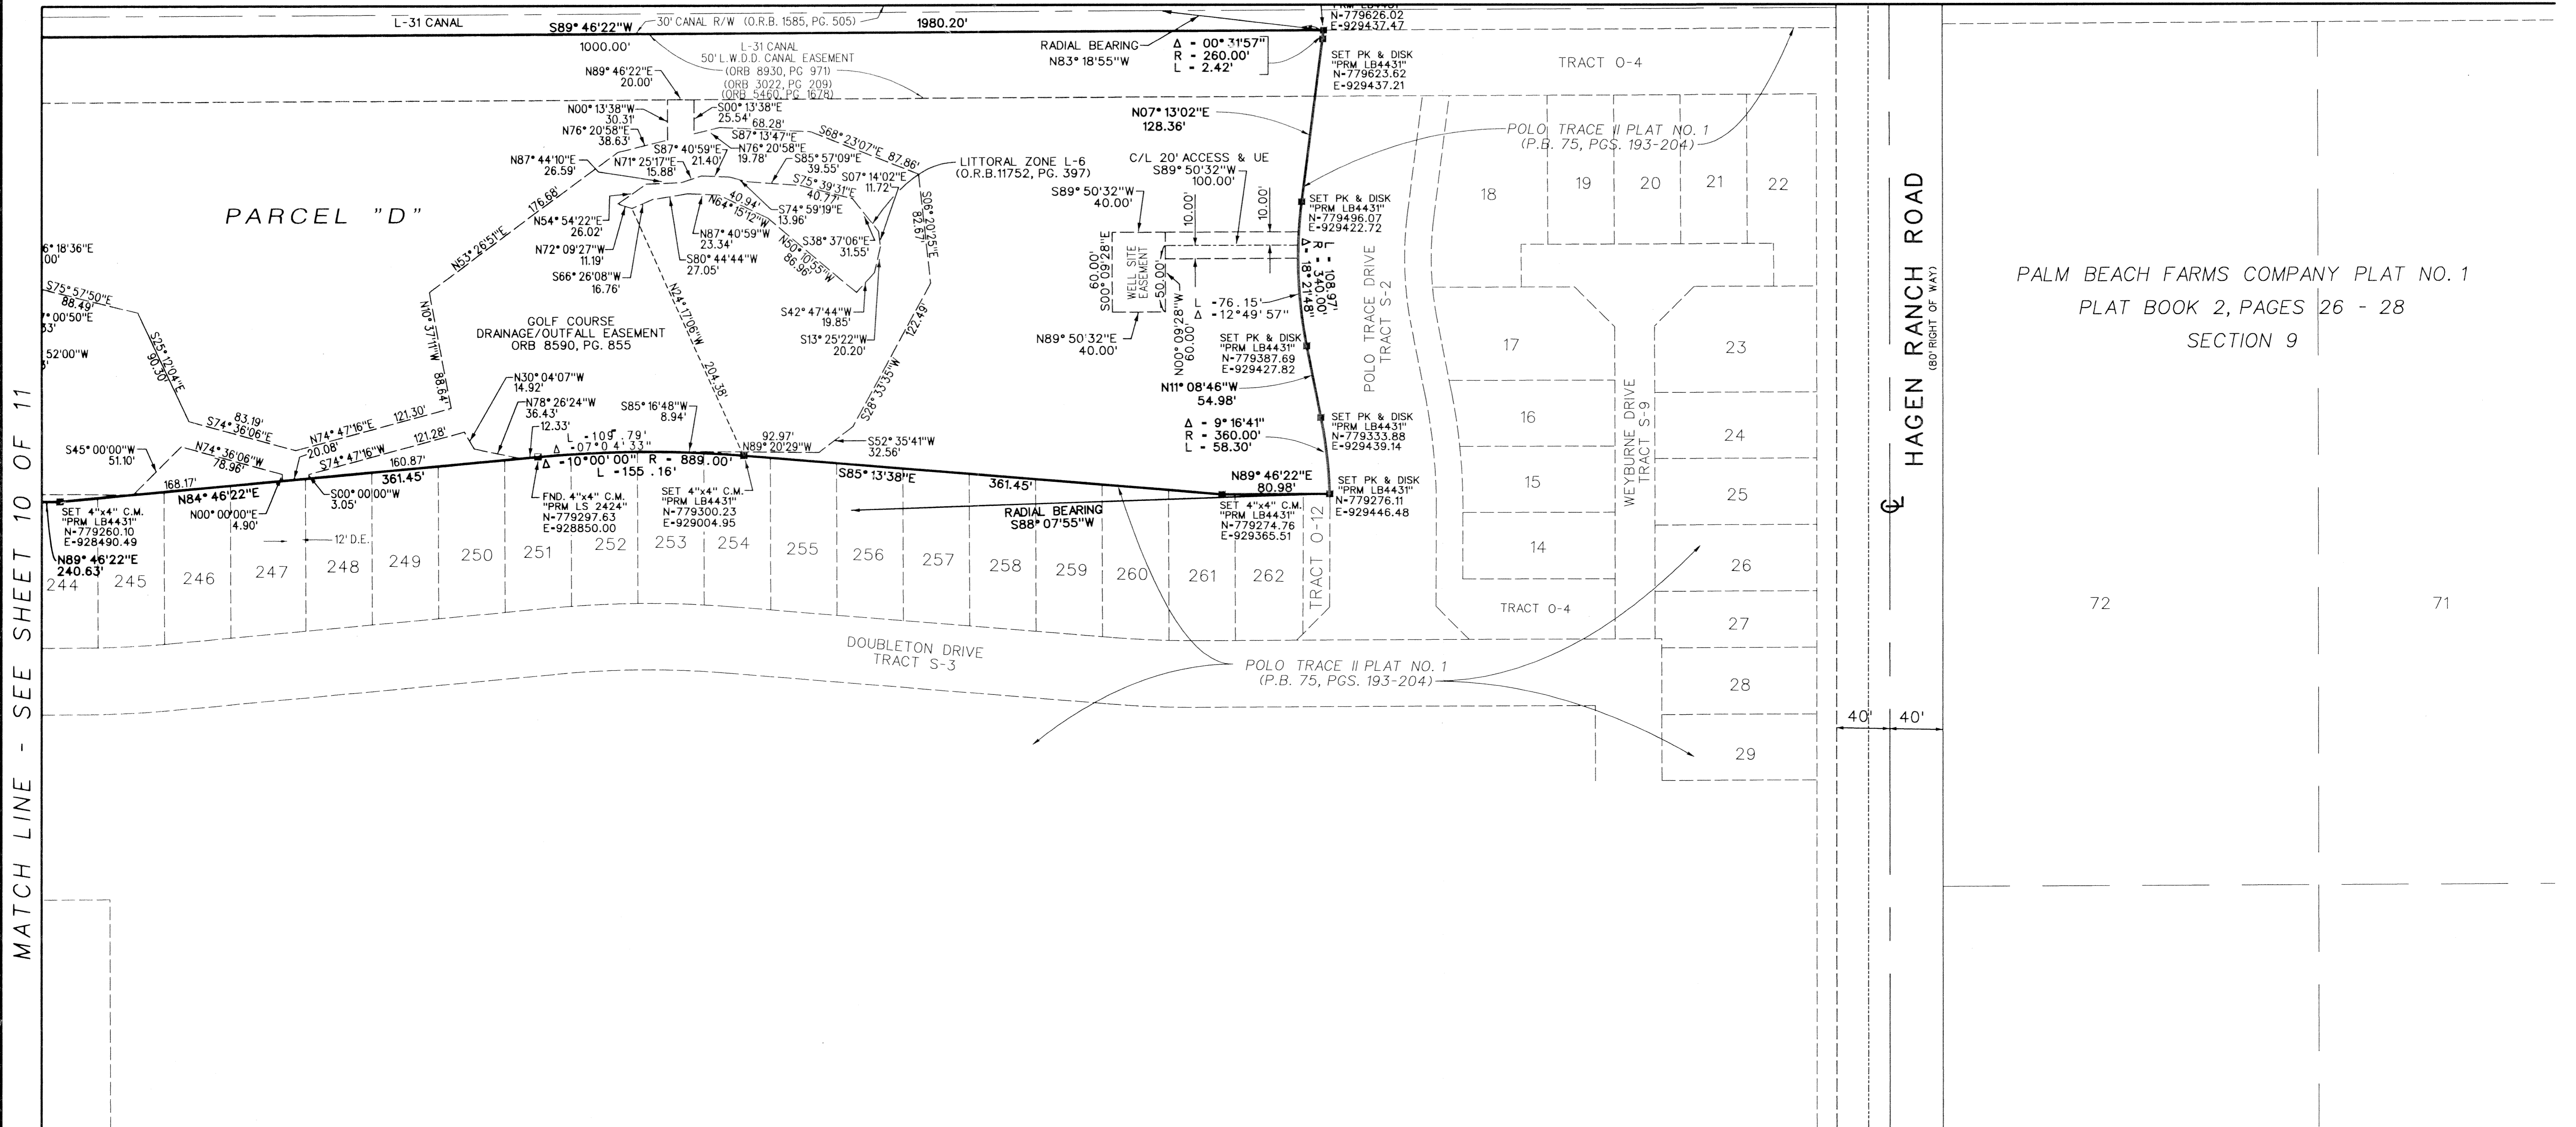 MATCH LINE - SEE SHEET 10 OF 11
L-31 CANAL
S89°46'22"W
30' CANAL R/W (O.R.B. 1585, PG. 505)
1980.20'
1000.00'
L-31 CANAL
50' L.W.D.D. CANAL EASEMENT
(ORB 8930, PG 971)
(ORB 3022, PG 209)
(ORB 5460, PG 1678)
N89°46'22"E
20.00'
N00°13'38"W
30.31'
S00°13'38"E
25.54'
N76°20'58"E
38.63'
68.28'
S87°13'47"E
S68°23'07"E 87.86'
N76°20'58"E
19.78'
S87°40'59"E
21.40'
N87°44'10"E
26.59'
N71°25'17"E
15.88'
S85°57'09"E
39.55'
S75°39'31"E
40.77'
S07°14'02"E
11.72'
LITTORAL ZONE L-6
(O.R.B.11752, PG. 397)
PARCEL "D"
176.68'
N53°26'51"E
N54°54'22"E
26.02'
N72°09'27"W
11.19'
S66°26'08"W
16.76'
40.94'
N64°15'12"W
S74°59'19"E
13.96'
N87°40'59"W
23.34'
S80°44'44"W
27.05'
S38°37'06"E
31.55'
N50°10'55"W
86.96'
S06°20'25"E
82.67'
S42°47'44"W
19.85'
S13°25'22"W
20.20'
122.49'
S28°33'35"W
6°18'36"E
00'
S75°57'50"E
88.49'
°00'50"E
33'
52'00"W
S25°12'04"E
90.30'
N10°37'11"W 88.64'
GOLF COURSE
DRAINAGE/OUTFALL EASEMENT
ORB 8590, PG. 855
N24°17'06"W
204.38'
N30°04'07"W
14.92'
N78°26'24"W
36.43'
12.33'
S85°16'48"W
8.94'
83.19'
S74°36'06"E
N74°47'16"E 121.30'
20.08'
S74°47'16"W 121.28'
S45°00'00"W
51.10'
N74°36'06"W
78.96'
L -109.79'
Δ -07°04'33"
Δ -10°00'00" R - 889.00'
L -155.16'
92.97'
N89°20'29"W
S52°35'41"W
32.56'
168.17'
160.87'
N84°46'22"E 361.45'
S85°13'38"E 361.45'
N00°00'00"E
4.90'
S00°00'00"W
3.05'
12' D.E.
SET 4"x4" C.M.
"PRM LB4431"
N-779260.10
E-928490.49
N89°46'22"E
240.63'
FND. 4"x4" C.M.
"PRM LS 2424"
N-779297.63
E-928850.00
SET 4"x4" C.M.
"PRM LB4431"
N-779300.23
E-929004.95
RADIAL BEARING
S88°07'55"W
SET 4"x4" C.M.
"PRM LB4431"
N-779274.76
E-929365.51
N89°46'22"E
80.98'
SET PK & DISK
"PRM LB4431"
N-779276.11
E-929446.48
RADIAL BEARING
N83°18'55"W
Δ - 00°31'57"
R - 260.00'
L - 2.42'
N-779626.02
E-929437.47
SET PK & DISK
"PRM LB4431"
N-779623.62
E-929437.21
N07°13'02"E
128.36'
C/L 20' ACCESS & UE
S89°50'32"W
100.00'
S89°50'32"W
40.00'
10.00'
10.00'
60.00'
S00°09'28"E
WELL SITE
EASEMENT
50.00'
N00°09'28"W
60.00'
N89°50'32"E
40.00'
L -76.15'
Δ -12°49'57"
SET PK & DISK
"PRM LB4431"
N-779496.07
E-929422.72
L - 108.97'
R - 340.00'
Δ - 18°21'48"
SET PK & DISK
"PRM LB4431"
N-779387.69
E-929427.82
N11°08'46"W
54.98'
Δ - 9°16'41"
R - 360.00'
L - 58.30'
SET PK & DISK
"PRM LB4431"
N-779333.88
E-929439.14
POLO TRACE DRIVE
TRACT S-2
TRACT O-4
POLO TRACE II PLAT NO. 1
(P.B. 75, PGS. 193-204)
18 19 20 21 22
17
16
15
14
23
24
25
26
27
28
29
WEYBURNE DRIVE
TRACT S-9
TRACT O-4
TRACT O-12
244 245 246 247 248 249 250 251 252 253 254 255 256 257 258 259 260 261 262
DOUBLETON DRIVE
TRACT S-3
POLO TRACE II PLAT NO. 1
(P.B. 75, PGS. 193-204)
HAGEN RANCH ROAD
(80' RIGHT OF WAY)
40' 40'
PALM BEACH FARMS COMPANY PLAT NO. 1
PLAT BOOK 2, PAGES 26 - 28
SECTION 9
72
71